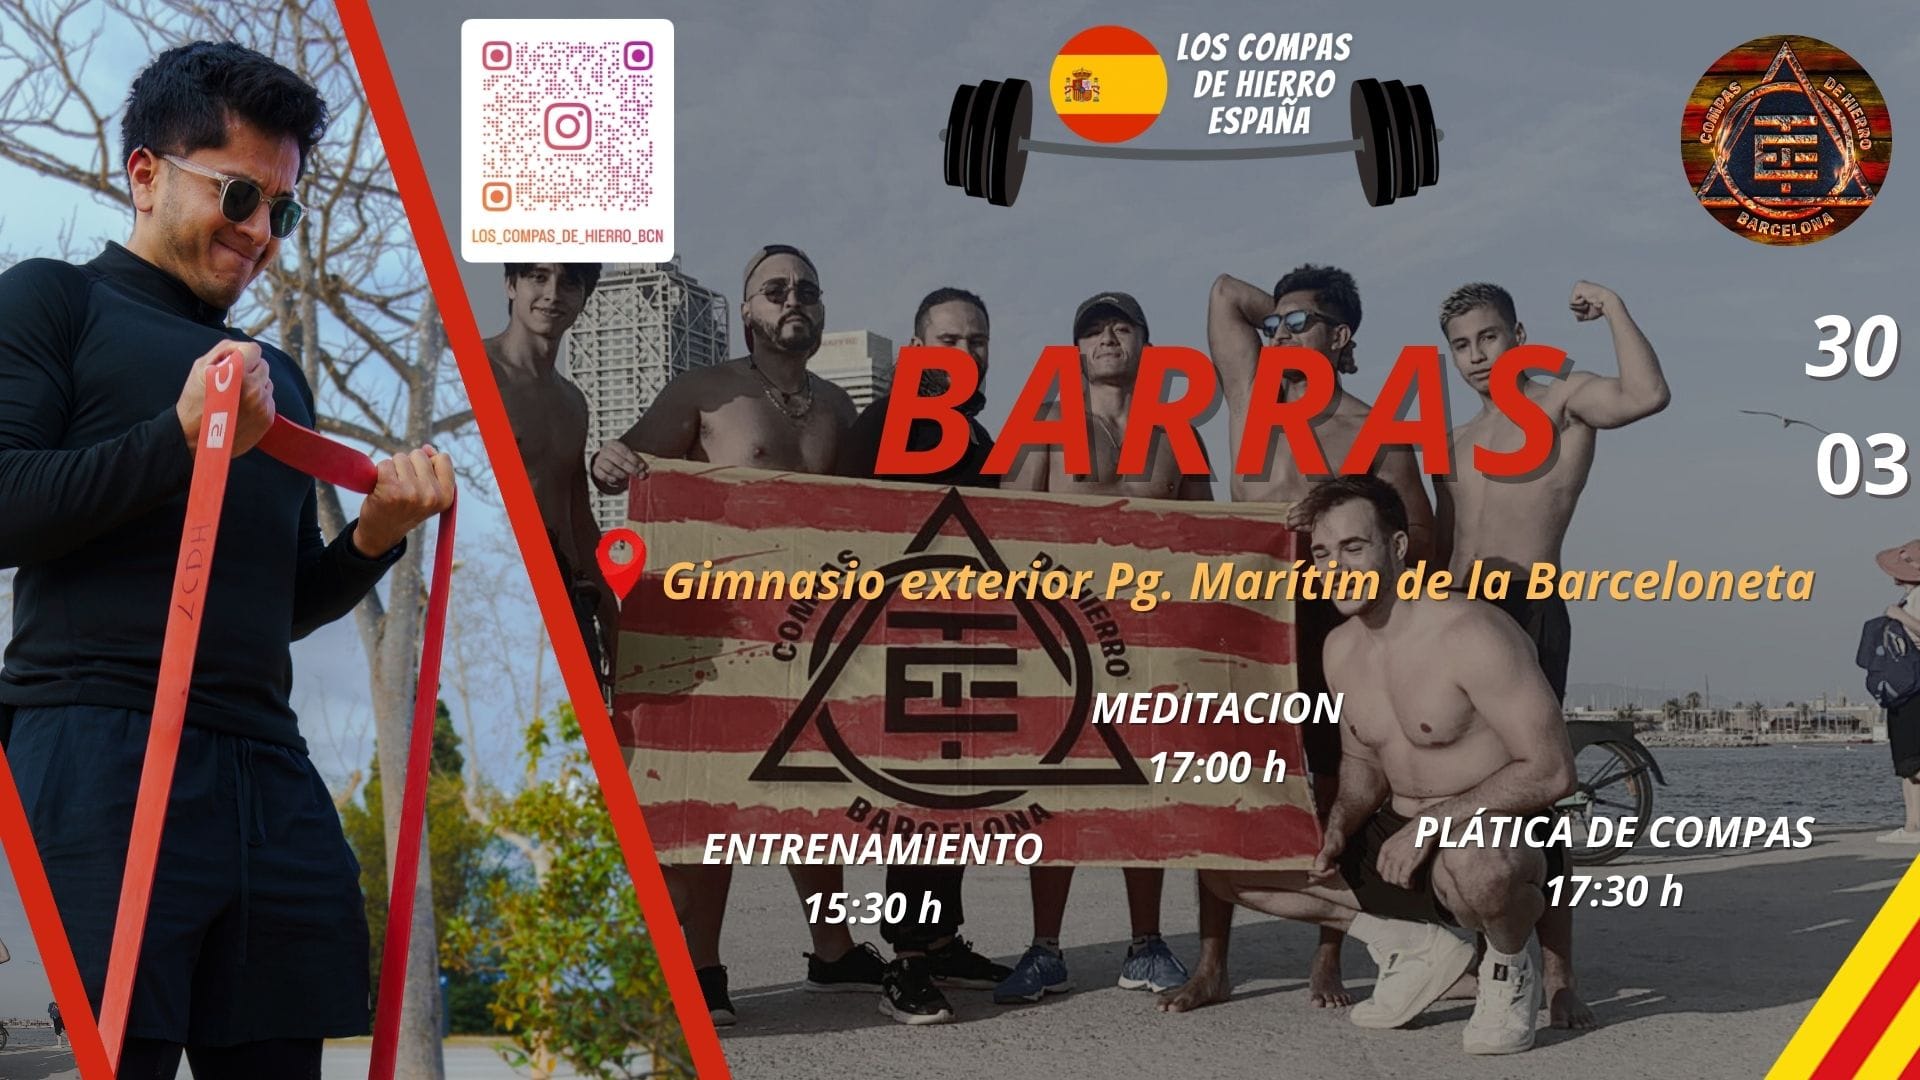 LOS_COMPAS_DE_HIERRO_BCN
LOS COMPAS
DE HIERRO
ESPAÑA
COMPAS DE HIERRO
BARCELONA
30
03
BARRAS
Gimnasio exterior Pg. Marítim de la Barceloneta
COMPAS DE HIERRO
BARCELONA
MEDITACION
17:00 h
ENTRENAMIENTO
15:30 h
PLÁTICA DE COMPAS
17:30 h
LCDH